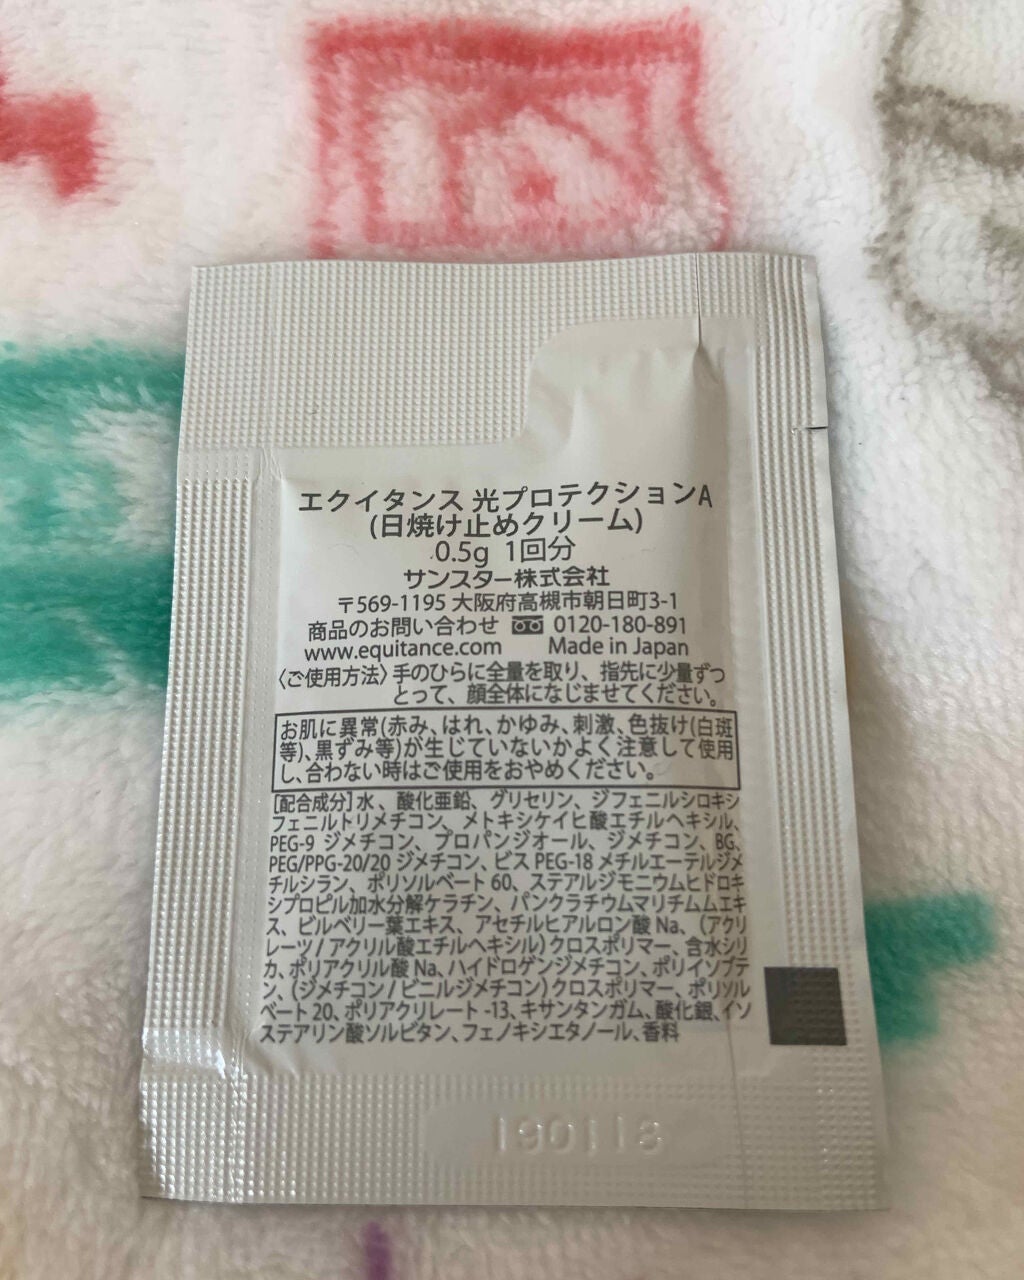 エクイタンス 光プロテクションA
(日焼け止めクリーム)
0.5g 1回分
サンスター株式会社
〒569-1195 大阪府高槻市朝日町3-1
商品のお問い合わせ 0120-180-891
www.equitance.com Made in Japan
〈ご使用方法〉手のひらに全量を取り、指先に少量ずつ
とって、顔全体になじませてください。
お肌に異常(赤み、はれ、かゆみ、刺激、色抜け(白斑
等)、黒ずみ等)が生じていないかよく注意して使用
し、合わない時はご使用をおやめください。
[配合成分]水、酸化亜鉛、グリセリン、ジフェニルシロキシ
フェニルトリメチコン、メトキシケイヒ酸エチルヘキシル、
PEG-9 ジメチコン、プロパンジオール、ジメチコン、BG、
PEG/PPG-20/20 ジメチコン、ビス PEG-18 メチルエーテルジメ
チルシラン、ポリソルベート 60、ステアルジモニウムヒドロキ
シプロピル加水分解ケラチン、パンクラチウムマリチムムエキ
ス、ビルベリー葉エキス、アセチルヒアルロン酸 Na、(アクリ
レーツ/アクリル酸エチルヘキシル)クロスポリマー、含水シリ
カ、ポリアクリル酸 Na、ハイドロゲンジメチコン、ポリイソブテ
ン、(ジメチコン/ビニルジメチコン)クロスポリマー、ポリソル
ベート 20、ポリアクリレート -13、キサンタンガム、酸化銀、イソ
ステアリン酸ソルビタン、フェノキシエタノール、香料
190118